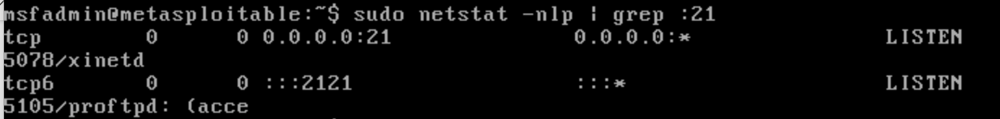 msfadmin@metasploitable:~$ sudo netstat -nlp | grep :21
tcp        0      0 0.0.0.0:21              0.0.0.0:*               LISTEN
5078/xinetd
tcp6       0      0 :::2121                 :::*                    LISTEN
5105/proftpd: (acce